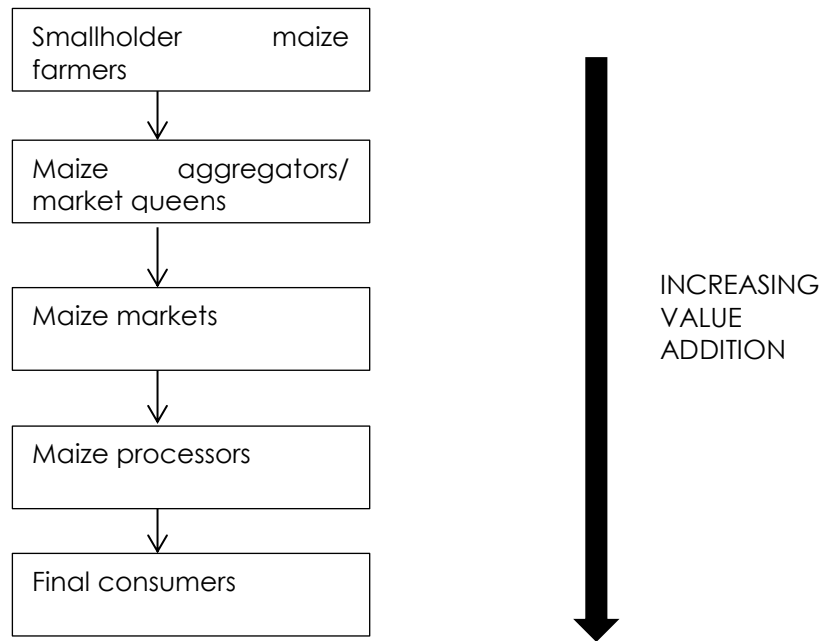 Smallholder maize
farmers
Maize aggregators/
market queens
Maize markets
Maize processors
Final consumers
INCREASING
VALUE
ADDITION